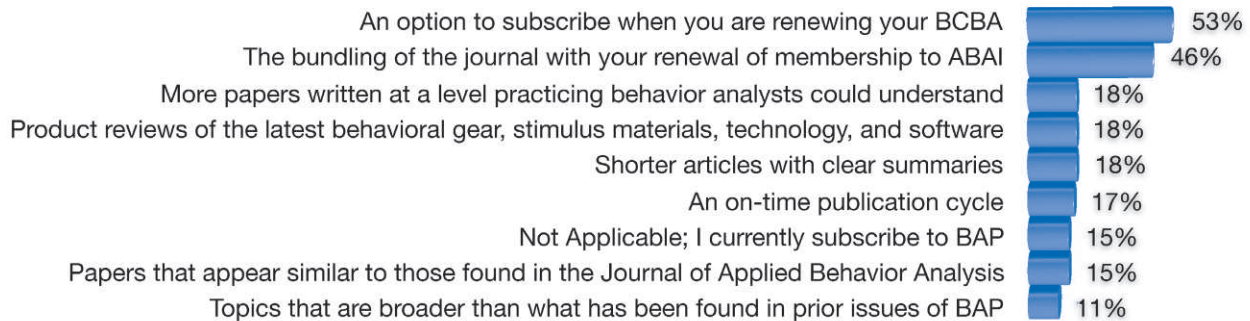 An option to subscribe when you are renewing your BCBA 53%
The bundling of the journal with your renewal of membership to ABAI 46%
More papers written at a level practicing behavior analysts could understand 18%
Product reviews of the latest behavioral gear, stimulus materials, technology, and software 18%
Shorter articles with clear summaries 18%
An on-time publication cycle 17%
Not Applicable; I currently subscribe to BAP 15%
Papers that appear similar to those found in the Journal of Applied Behavior Analysis 15%
Topics that are broader than what has been found in prior issues of BAP 11%